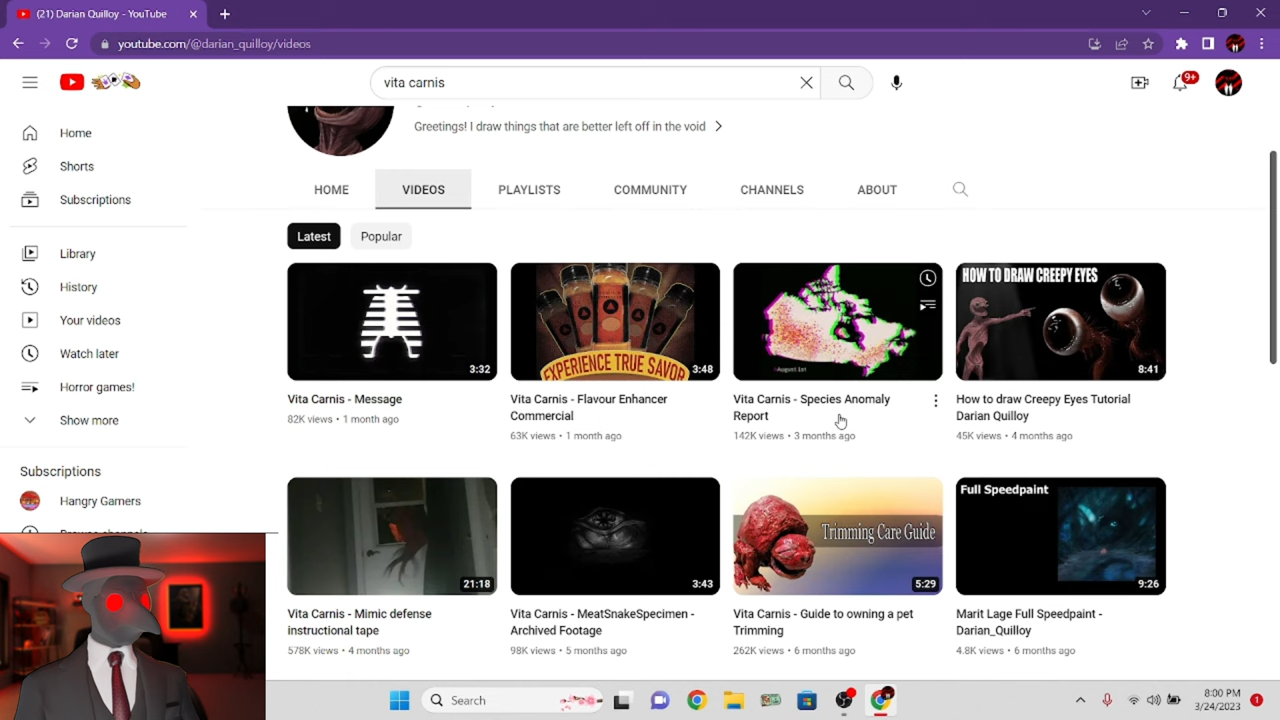 (21) Darian Quilloy - YouTube
youtube.com/@darian_quilloy/videos
vita carnis
9+
Greetings! I draw things that are better left off in the void
Home
Shorts
Subscriptions
Library
History
Your videos
Watch later
Horror games!
Show more
Subscriptions
Hangry Gamers
HOME VIDEOS PLAYLISTS COMMUNITY CHANNELS ABOUT
Latest Popular
3:32
EXPERIENCE TRUE SAVOR
3:48
August 1st
HOW TO DRAW CREEPY EYES
8:41
Vita Carnis - Message
82K views • 1 month ago
Vita Carnis - Flavour Enhancer
Commercial
63K views • 1 month ago
Vita Carnis - Species Anomaly
Report
142K views • 3 months ago
How to draw Creepy Eyes Tutorial
Darian Quilloy
45K views • 4 months ago
21:18
3:43
Trimming Care Guide
5:29
Full Speedpaint
9:26
Vita Carnis - Mimic defense
instructional tape
578K views • 4 months ago
Vita Carnis - MeatSnakeSpecimen -
Archived Footage
98K views • 5 months ago
Vita Carnis - Guide to owning a pet
Trimming
262K views • 6 months ago
Marit Lage Full Speedpaint -
Darian_Quilloy
4.8K views • 6 months ago
Search
8:00 PM
3/24/2023
1